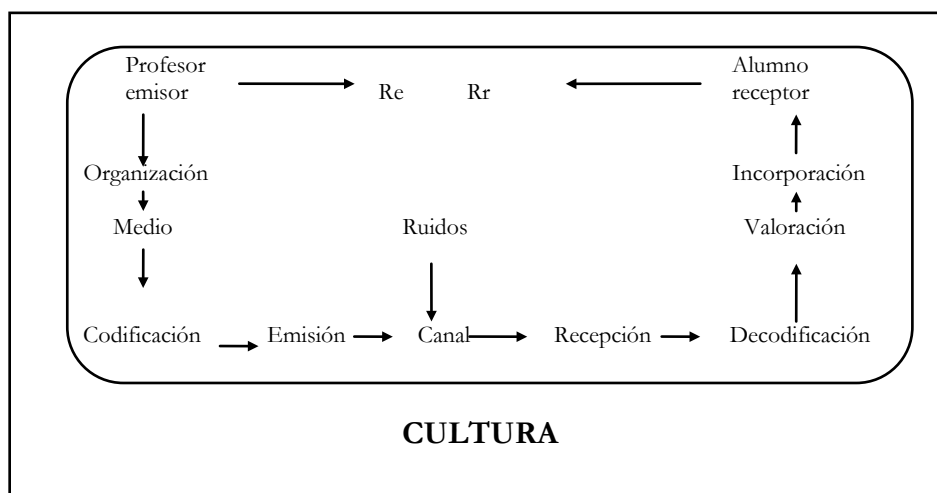 Profesor
emisor
Re
Rr
Alumno
receptor
Organización
Incorporación
Medio
Ruidos
Valoración
Codificación
Emisión
Canal
Recepción
Decodificación
CULTURA